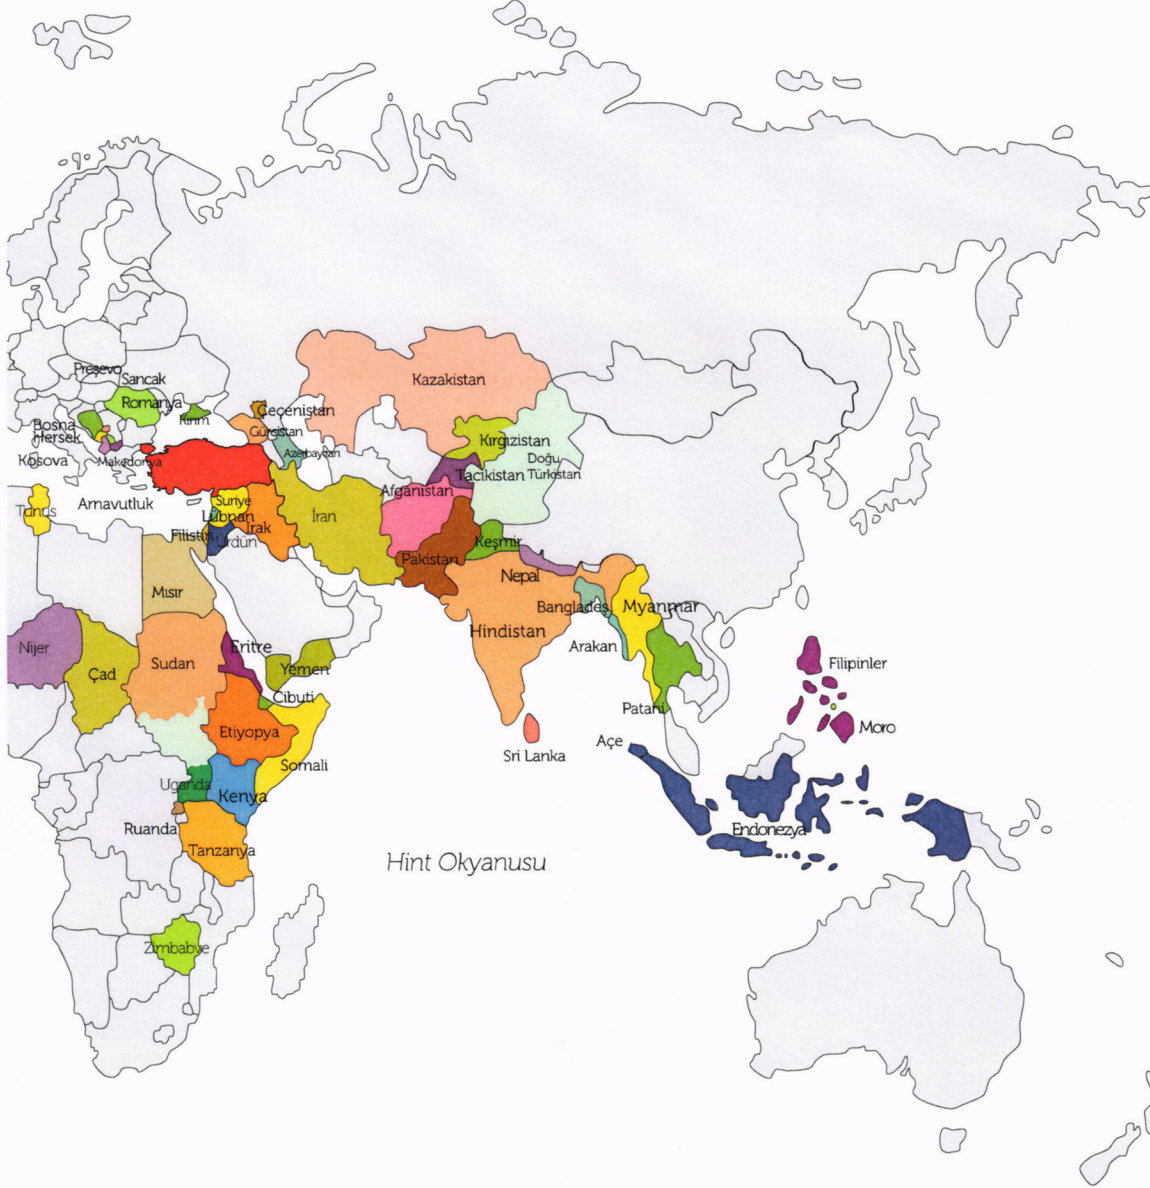 Kazakistan
Preşevo
Sancak
Romanya
Kırım
Çeçenistan
Gürcistan
Bosna
Hersek
Kosova
Makedonya
Azerbaycan
Kırgızistan
Doğu
Türkistan
Tacikistan
Afganistan
Tunus
Arnavutluk
Suriye
Lübnan
Irak
İran
Filistin
Ürdün
Keşmir
Pakistan
Nepal
Mısır
Bangladeş
Myanmar
Hindistan
Arakan
Nijer
Çad
Sudan
Eritre
Yemen
Cibuti
Filipinler
Patani
Moro
Etiyopya
Somali
Sri Lanka
Açe
Uganda
Kenya
Ruanda
Tanzanya
Endonezya
Hint Okyanusu
Zimbabve